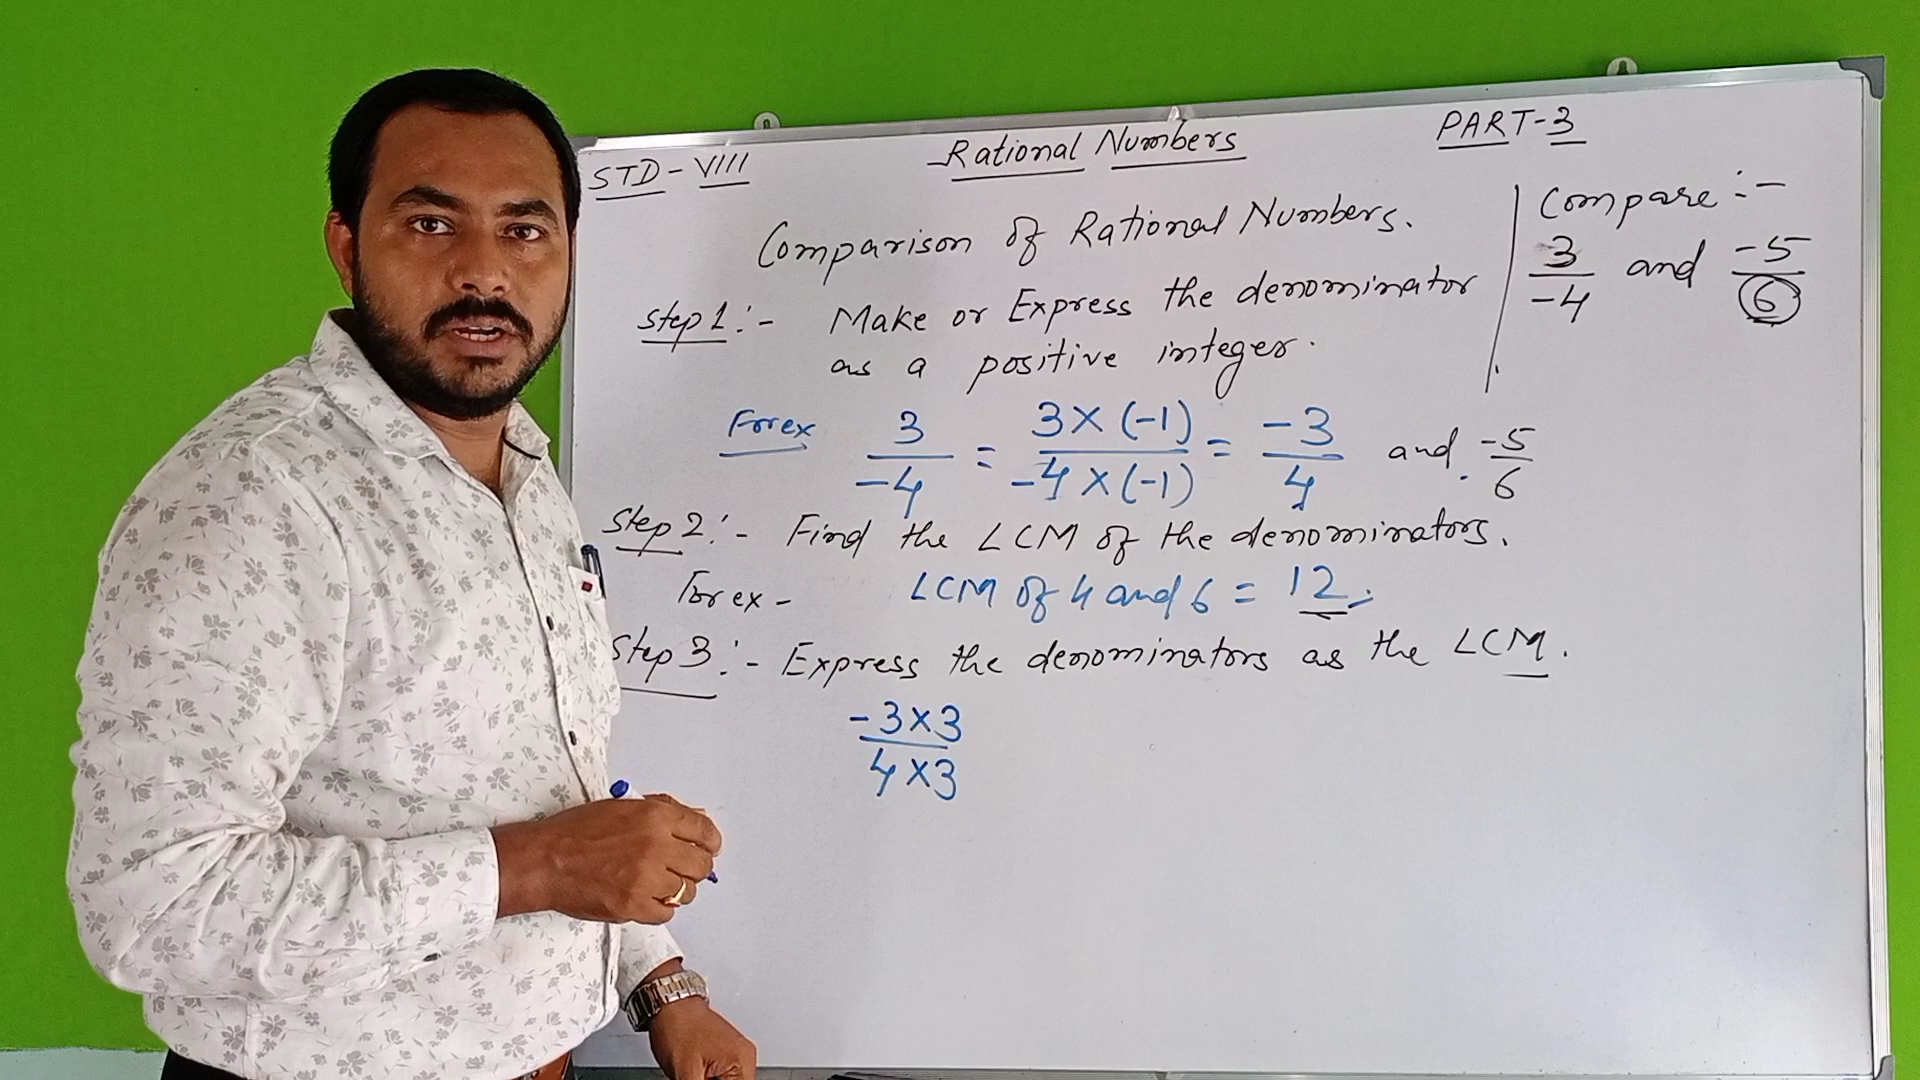 STD-VIII
Rational Numbers
PART-3
Comparison of Rational Numbers.
Compare:-
3/-4 and -5/6
Step 1:- Make or Express the denominator
as a positive integer.
For ex 3/-4 = 3×(-1)/-4×(-1) = -3/4 and -5/6
Step 2:- Find the LCM of the denominators.
For ex- LCM of 4 and 6 = 12.
Step 3:- Express the denominators as the LCM.
-3×3/4×3